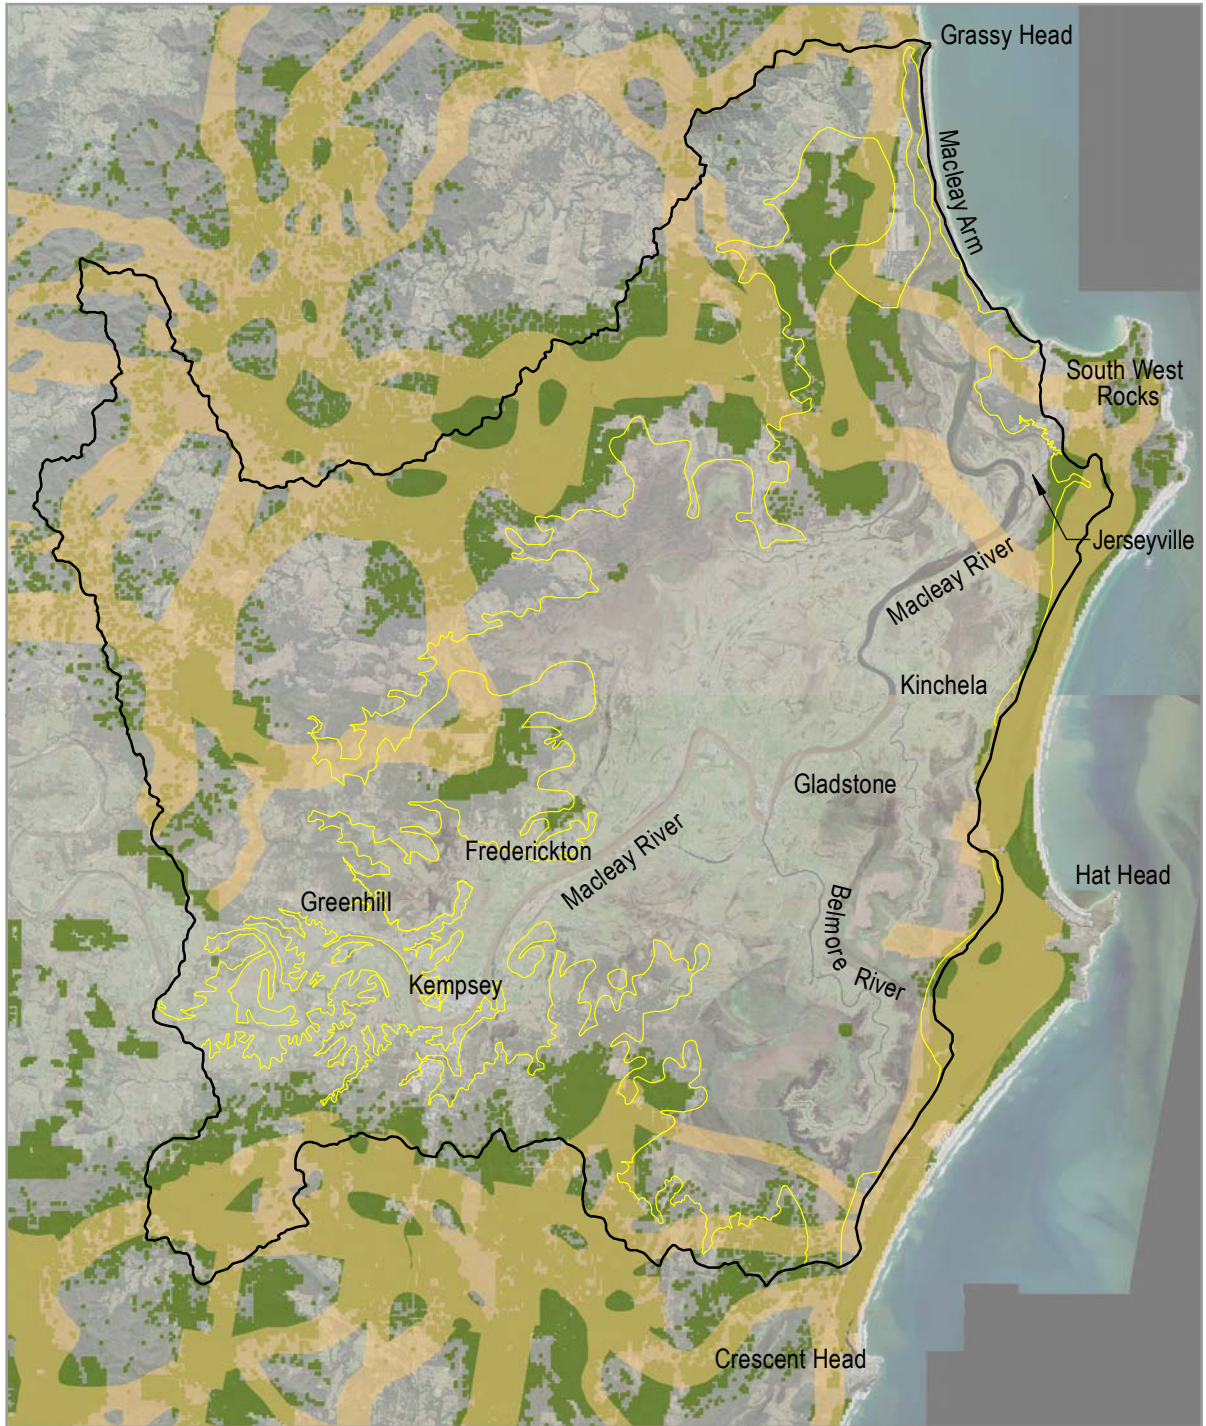 Grassy Head
Macleay Arm
South West
Rocks
Jerseyville
Macleay River
Kinchela
Gladstone
Frederickton
Macleay River
Hat Head
Greenhill
Belmore
River
Kempsey
Crescent Head